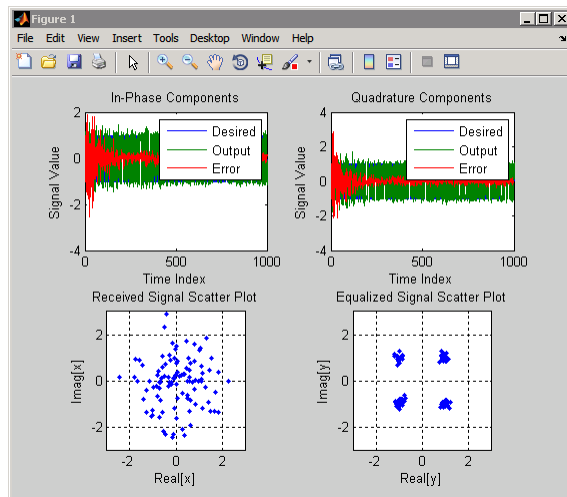 Figure 1
File Edit View Insert Tools Desktop Window Help
In-Phase Components
2
0
-2
-4
Signal Value
Desired
Output
Error
0 500 1000
Time Index
Quadrature Components
4
2
0
-2
-4
Signal Value
Desired
Output
Error
0 500 1000
Time Index
Received Signal Scatter Plot
2
0
-2
Imag[x]
-2 0 2
Real[x]
Equalized Signal Scatter Plot
2
0
-2
Imag[y]
-2 0 2
Real[y]